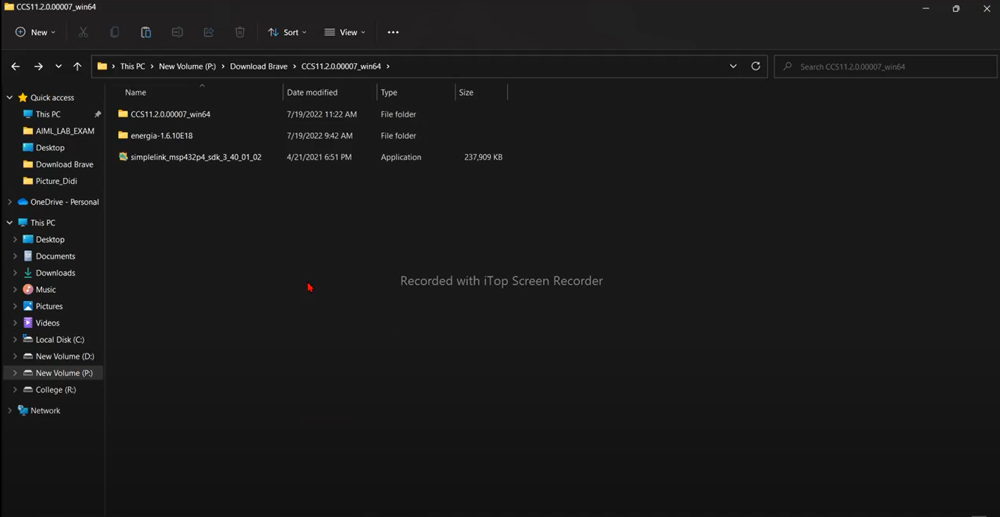 CCS11.2.0.00007_win64
New
Sort
View
This PC
New Volume (P:)
Download Brave
CCS11.2.0.00007_win64
Search CCS11.2.0.00007_win64
Name
Date modified
Type
Size
CCS11.2.0.00007_win64 7/19/2022 11:22 AM File folder
energia-1.6.10E18 7/19/2022 9:42 AM File folder
simplelink_msp432p4_sdk_3_40_01_02 4/21/2021 6:51 PM Application 237,909 KB
Quick access
This PC
AIML_LAB_EXAM
Desktop
Download Brave
Picture_Didi
OneDrive - Personal
This PC
Desktop
Documents
Downloads
Music
Pictures
Videos
Local Disk (C:)
New Volume (D:)
New Volume (P:)
College (R:)
Network
Recorded with iTop Screen Recorder